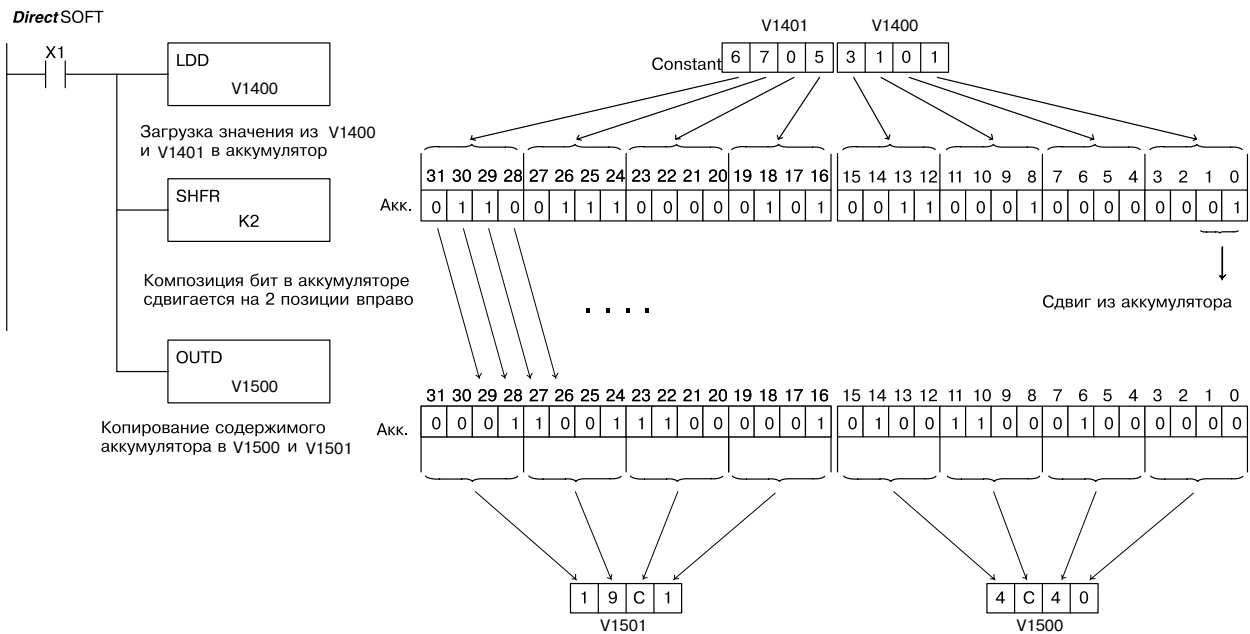 DirectSOFT
X1
LDD
V1400
Загрузка значения из V1400
и V1401 в аккумулятор
SHFR
K2
Композиция бит в аккумуляторе
сдвигается на 2 позиции вправо
OUTD
V1500
Копирование содержимого
аккумулятора в V1500 и V1501
V1401 V1400
Constant 6 7 0 5 3 1 0 1
31 30 29 28 27 26 25 24 23 22 21 20 19 18 17 16 15 14 13 12 11 10 9 8 7 6 5 4 3 2 1 0
Акк. 0 1 1 0 0 1 1 1 0 0 0 0 0 1 0 1 0 0 1 1 0 0 0 1 0 0 0 0 0 0 0 1
Сдвиг из аккумулятора
. . . .
31 30 29 28 27 26 25 24 23 22 21 20 19 18 17 16 15 14 13 12 11 10 9 8 7 6 5 4 3 2 1 0
Акк. 0 0 0 1 1 0 0 1 1 1 0 0 0 0 0 1 0 1 0 0 1 1 0 0 0 1 0 0 0 0 0 0
1 9 C 1 4 C 4 0
V1501 V1500